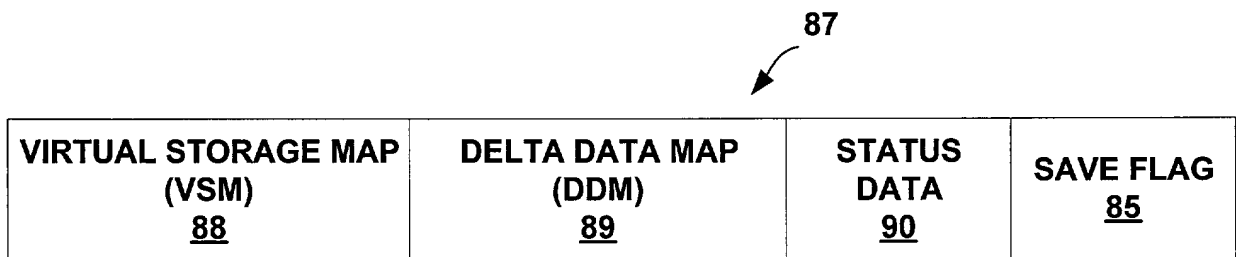 87
VIRTUAL STORAGE MAP
(VSM)
88
DELTA DATA MAP
(DDM)
89
STATUS
DATA
90
SAVE FLAG
85